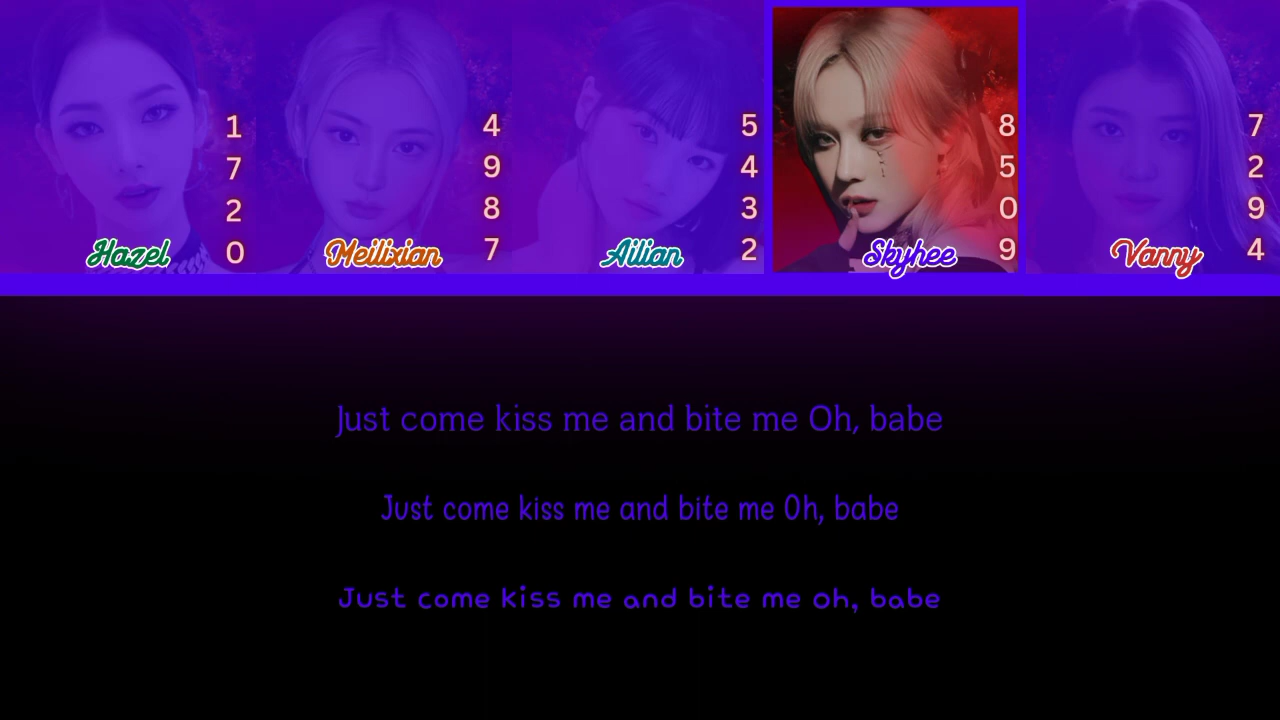 1 7 2 0
Hazel
4 9 8 7
Meilixian
5 4 3 2
Ailian
8 5 0 9
Skyhee
7 2 9 4
Vanny
Just come kiss me and bite me Oh, babe
Just come kiss me and bite me Oh, babe
Just come kiss me and bite me oh, babe